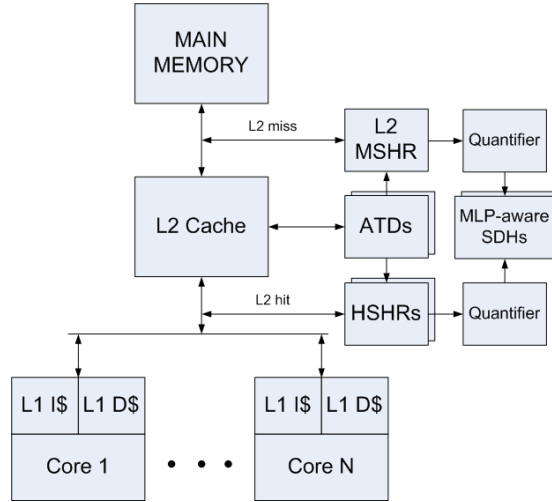 MAIN
MEMORY
L2 miss
L2
MSHR
Quantifier
L2 Cache
ATDs
MLP-aware
SDHs
L2 hit
HSHRs
Quantifier
L1 I$
L1 D$
L1 I$
L1 D$
Core 1
Core N